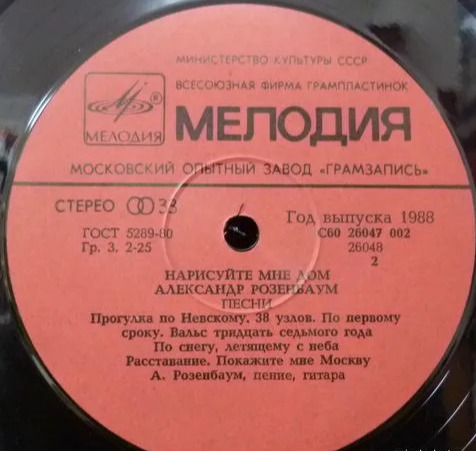 МИНИСТЕРСТВО КУЛЬТУРЫ СССР
ВСЕСОЮЗНАЯ ФИРМА ГРАМПЛАСТИНОК
МЕЛОДИЯ ® МЕЛОДИЯ
МОСКОВСКИЙ ОПЫТНЫЙ ЗАВОД «ГРАМЗАПИСЬ»
СТЕРЕО 33 Год выпуска 1988
ГОСТ 5289-80 С60 26047 002
Гр. 3. 2-25 26048
2
НАРИСУЙТЕ МНЕ ДОМ
АЛЕКСАНДР РОЗЕНБАУМ
ПЕСНИ
Прогулка по Невскому. 38 узлов. По первому
сроку. Вальс тридцать седьмого года
По снегу, летящему с неба
Расставание. Покажите мне Москву
А. Розенбаум, пение, гитара